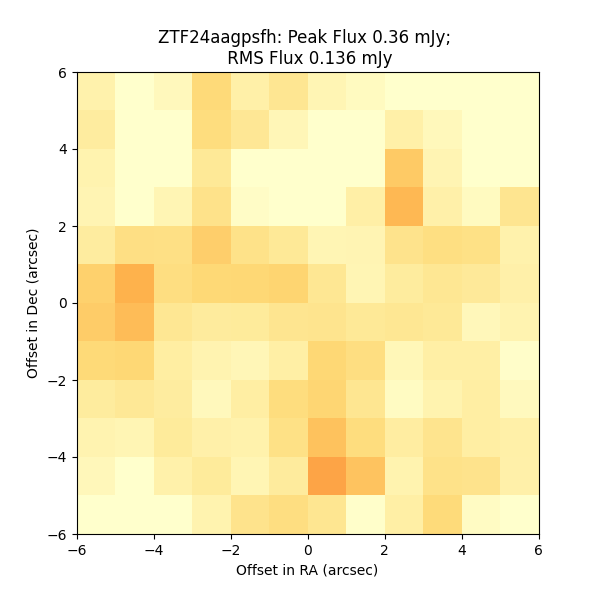 ZTF24aagpsfh: Peak Flux 0.36 mJy;
RMS Flux 0.136 mJy
6
4
2
0
−2
−4
−6
Offset in Dec (arcsec)
−6 −4 −2 0 2 4 6
Offset in RA (arcsec)